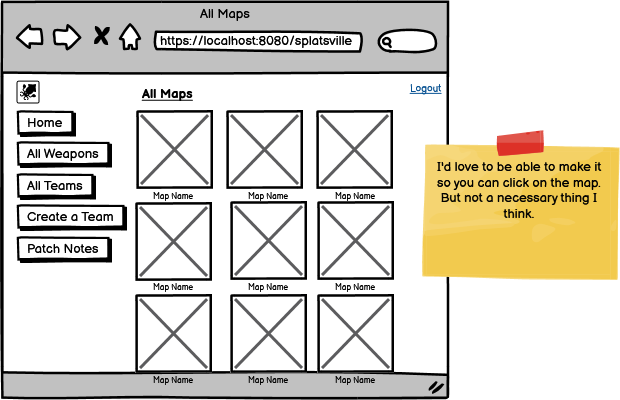 All Maps
https://localhost:8080/splatsville
Logout
All Maps
Home
All Weapons
All Teams
Create a Team
Patch Notes
Map Name Map Name Map Name
Map Name Map Name Map Name
Map Name Map Name Map Name
I'd love to be able to make it
so you can click on the map.
But not a necessary thing I
think.